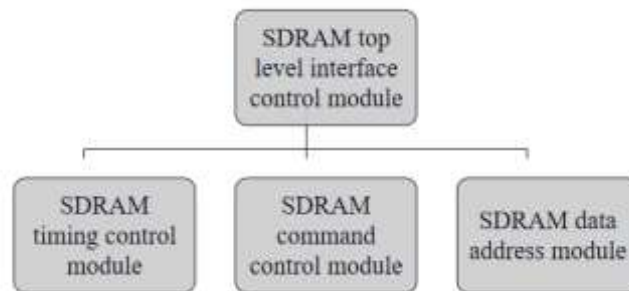 SDRAM top
level interface
control module
SDRAM
timing control
module
SDRAM
command
control module
SDRAM data
address module